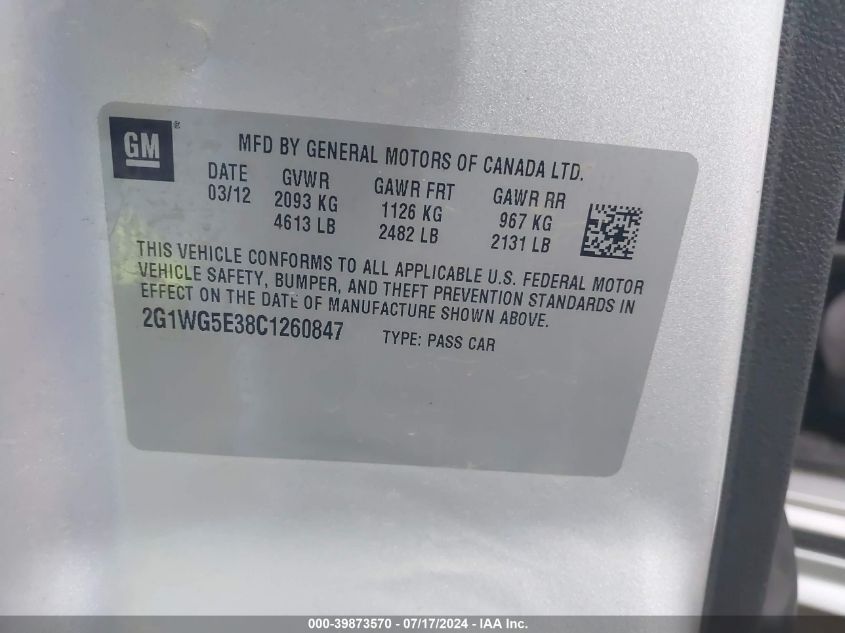 GM®
MFD BY GENERAL MOTORS OF CANADA LTD.
DATE GVWR GAWR FRT GAWR RR
03/12 2093 KG 1126 KG 967 KG
4613 LB 2482 LB 2131 LB
THIS VEHICLE CONFORMS TO ALL APPLICABLE U.S. FEDERAL MOTOR
VEHICLE SAFETY, BUMPER, AND THEFT PREVENTION STANDARDS IN
EFFECT ON THE DATE OF MANUFACTURE SHOWN ABOVE.
2G1WG5E38C1260847 TYPE: PASS CAR
000-39873570 / 07/17/2024 - IAA Inc.